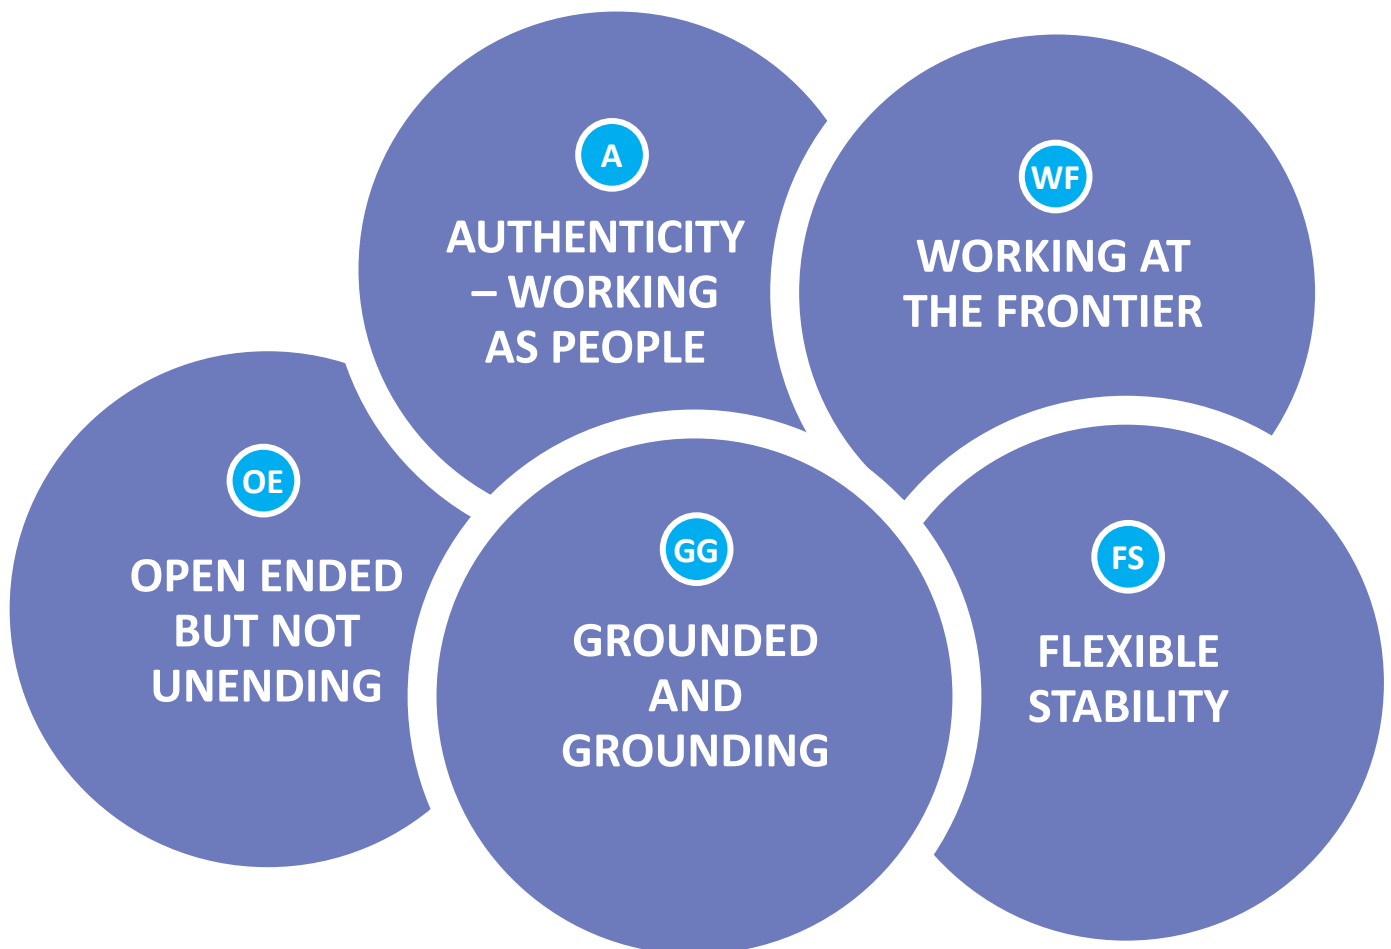 A
AUTHENTICITY
– WORKING
AS PEOPLE
WF
WORKING AT
THE FRONTIER
OE
OPEN ENDED
BUT NOT
UNENDING
GG
GROUNDED
AND
GROUNDING
FS
FLEXIBLE
STABILITY